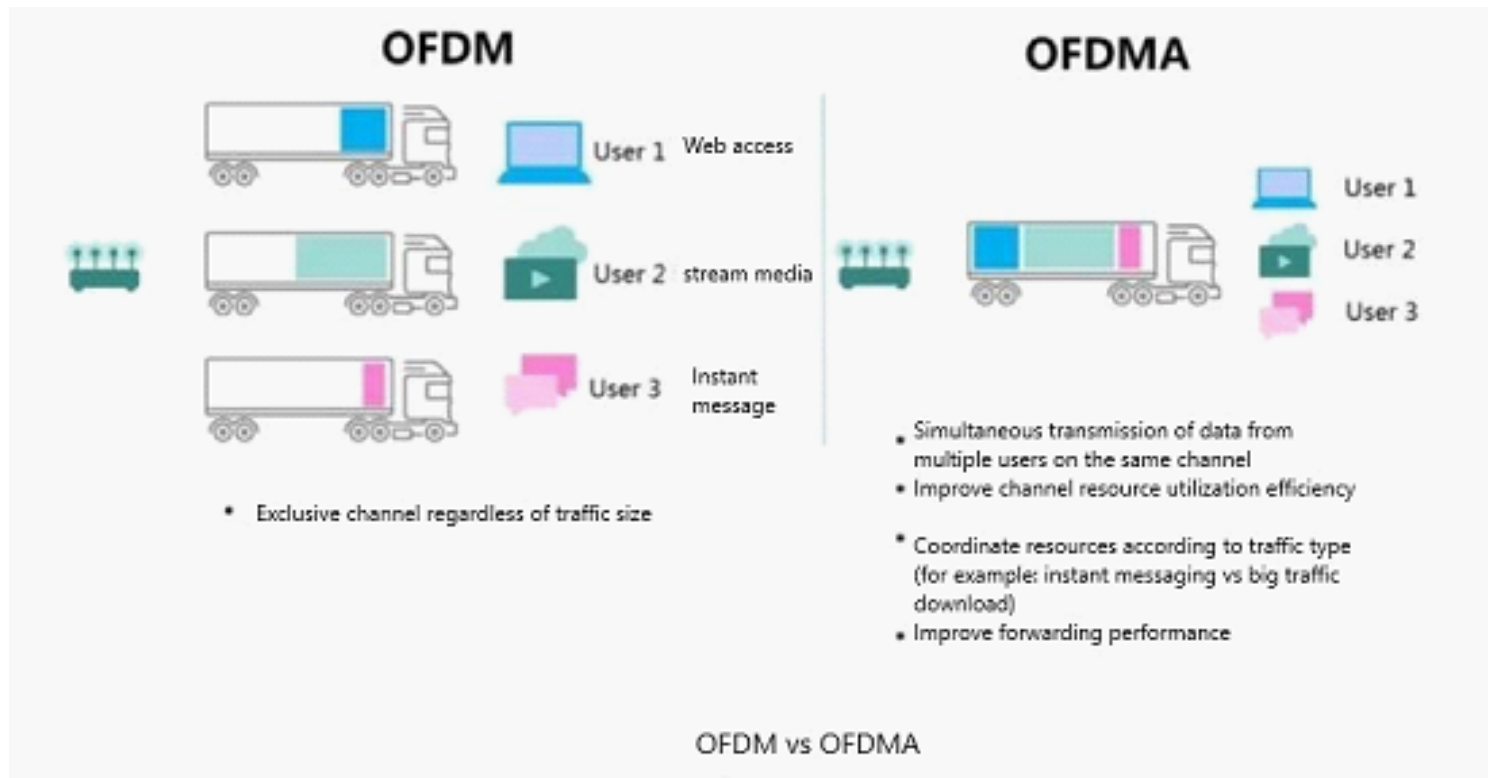 OFDM
User 1 Web access
User 2 stream media
User 3 Instant
message
• Exclusive channel regardless of traffic size
OFDMA
User 1
User 2
User 3
• Simultaneous transmission of data from
multiple users on the same channel
• Improve channel resource utilization efficiency
• Coordinate resources according to traffic type
(for example: instant messaging vs big traffic
download)
• Improve forwarding performance
OFDM vs OFDMA